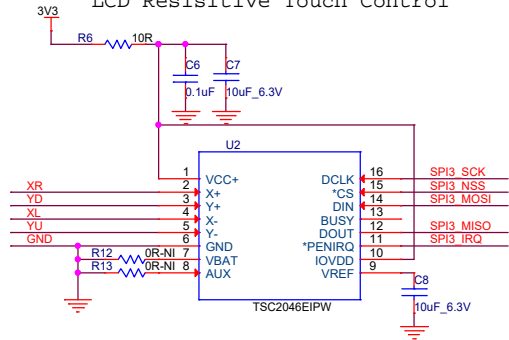 LCD Resisitive Touch Control
3V3
R6 10R
C6 C7
0.1uF 10uF_6.3V
U2
1 VCC+ DCLK 16 SPI3_SCK
XR 2 X+ *CS 15 SPI3_NSS
YD 3 Y+ DIN 14 SPI3_MOSI
XL 4 X- BUSY 13
YU 5 Y- DOUT 12 SPI3_MISO
GND 6 GND *PENIRQ 11 SPI3_IRQ
R12 0R-NI 7 VBAT IOVDD 10
R13 0R-NI 8 AUX VREF 9
C8
TSC2046EIPW 10uF_6.3V